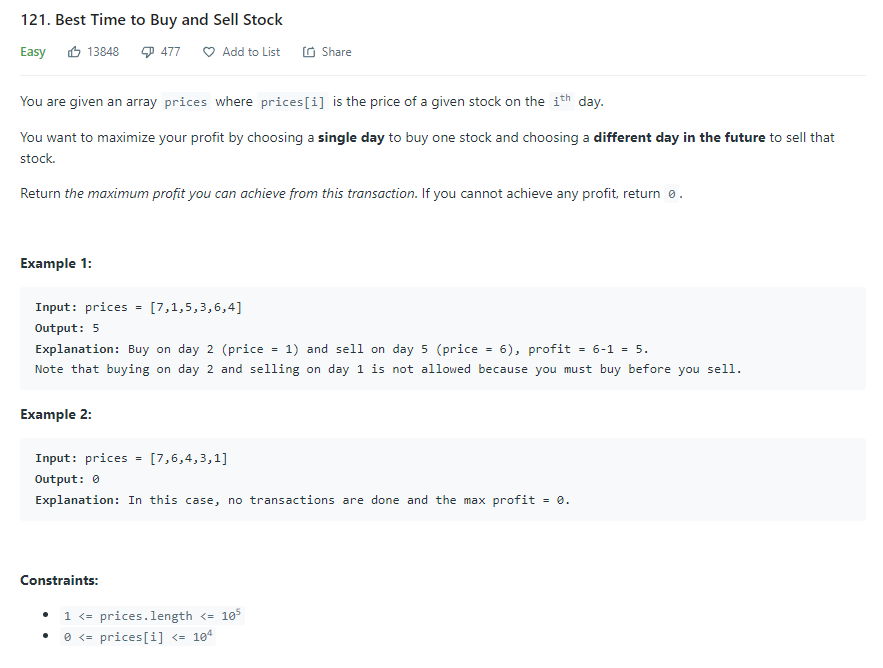 121. Best Time to Buy and Sell Stock
Easy 13848 477 Add to List Share
You are given an array prices where prices[i] is the price of a given stock on the iᵗʰ day.
You want to maximize your profit by choosing a single day to buy one stock and choosing a different day in the future to sell that
stock.
Return the maximum profit you can achieve from this transaction. If you cannot achieve any profit, return 0.
Example 1:
Input: prices = [7,1,5,3,6,4]
Output: 5
Explanation: Buy on day 2 (price = 1) and sell on day 5 (price = 6), profit = 6-1 = 5.
Note that buying on day 2 and selling on day 1 is not allowed because you must buy before you sell.
Example 2:
Input: prices = [7,6,4,3,1]
Output: 0
Explanation: In this case, no transactions are done and the max profit = 0.
Constraints:
• 1 <= prices.length <= 10⁵
• 0 <= prices[i] <= 10⁴